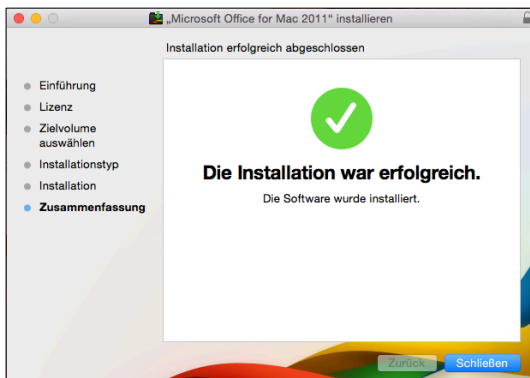 „Microsoft Office for Mac 2011“ installieren
Installation erfolgreich abgeschlossen
Einführung
Lizenz
Zielvolume
auswählen
Installationstyp
Installation
Zusammenfassung
Die Installation war erfolgreich.
Die Software wurde installiert.
Zurück
Schließen